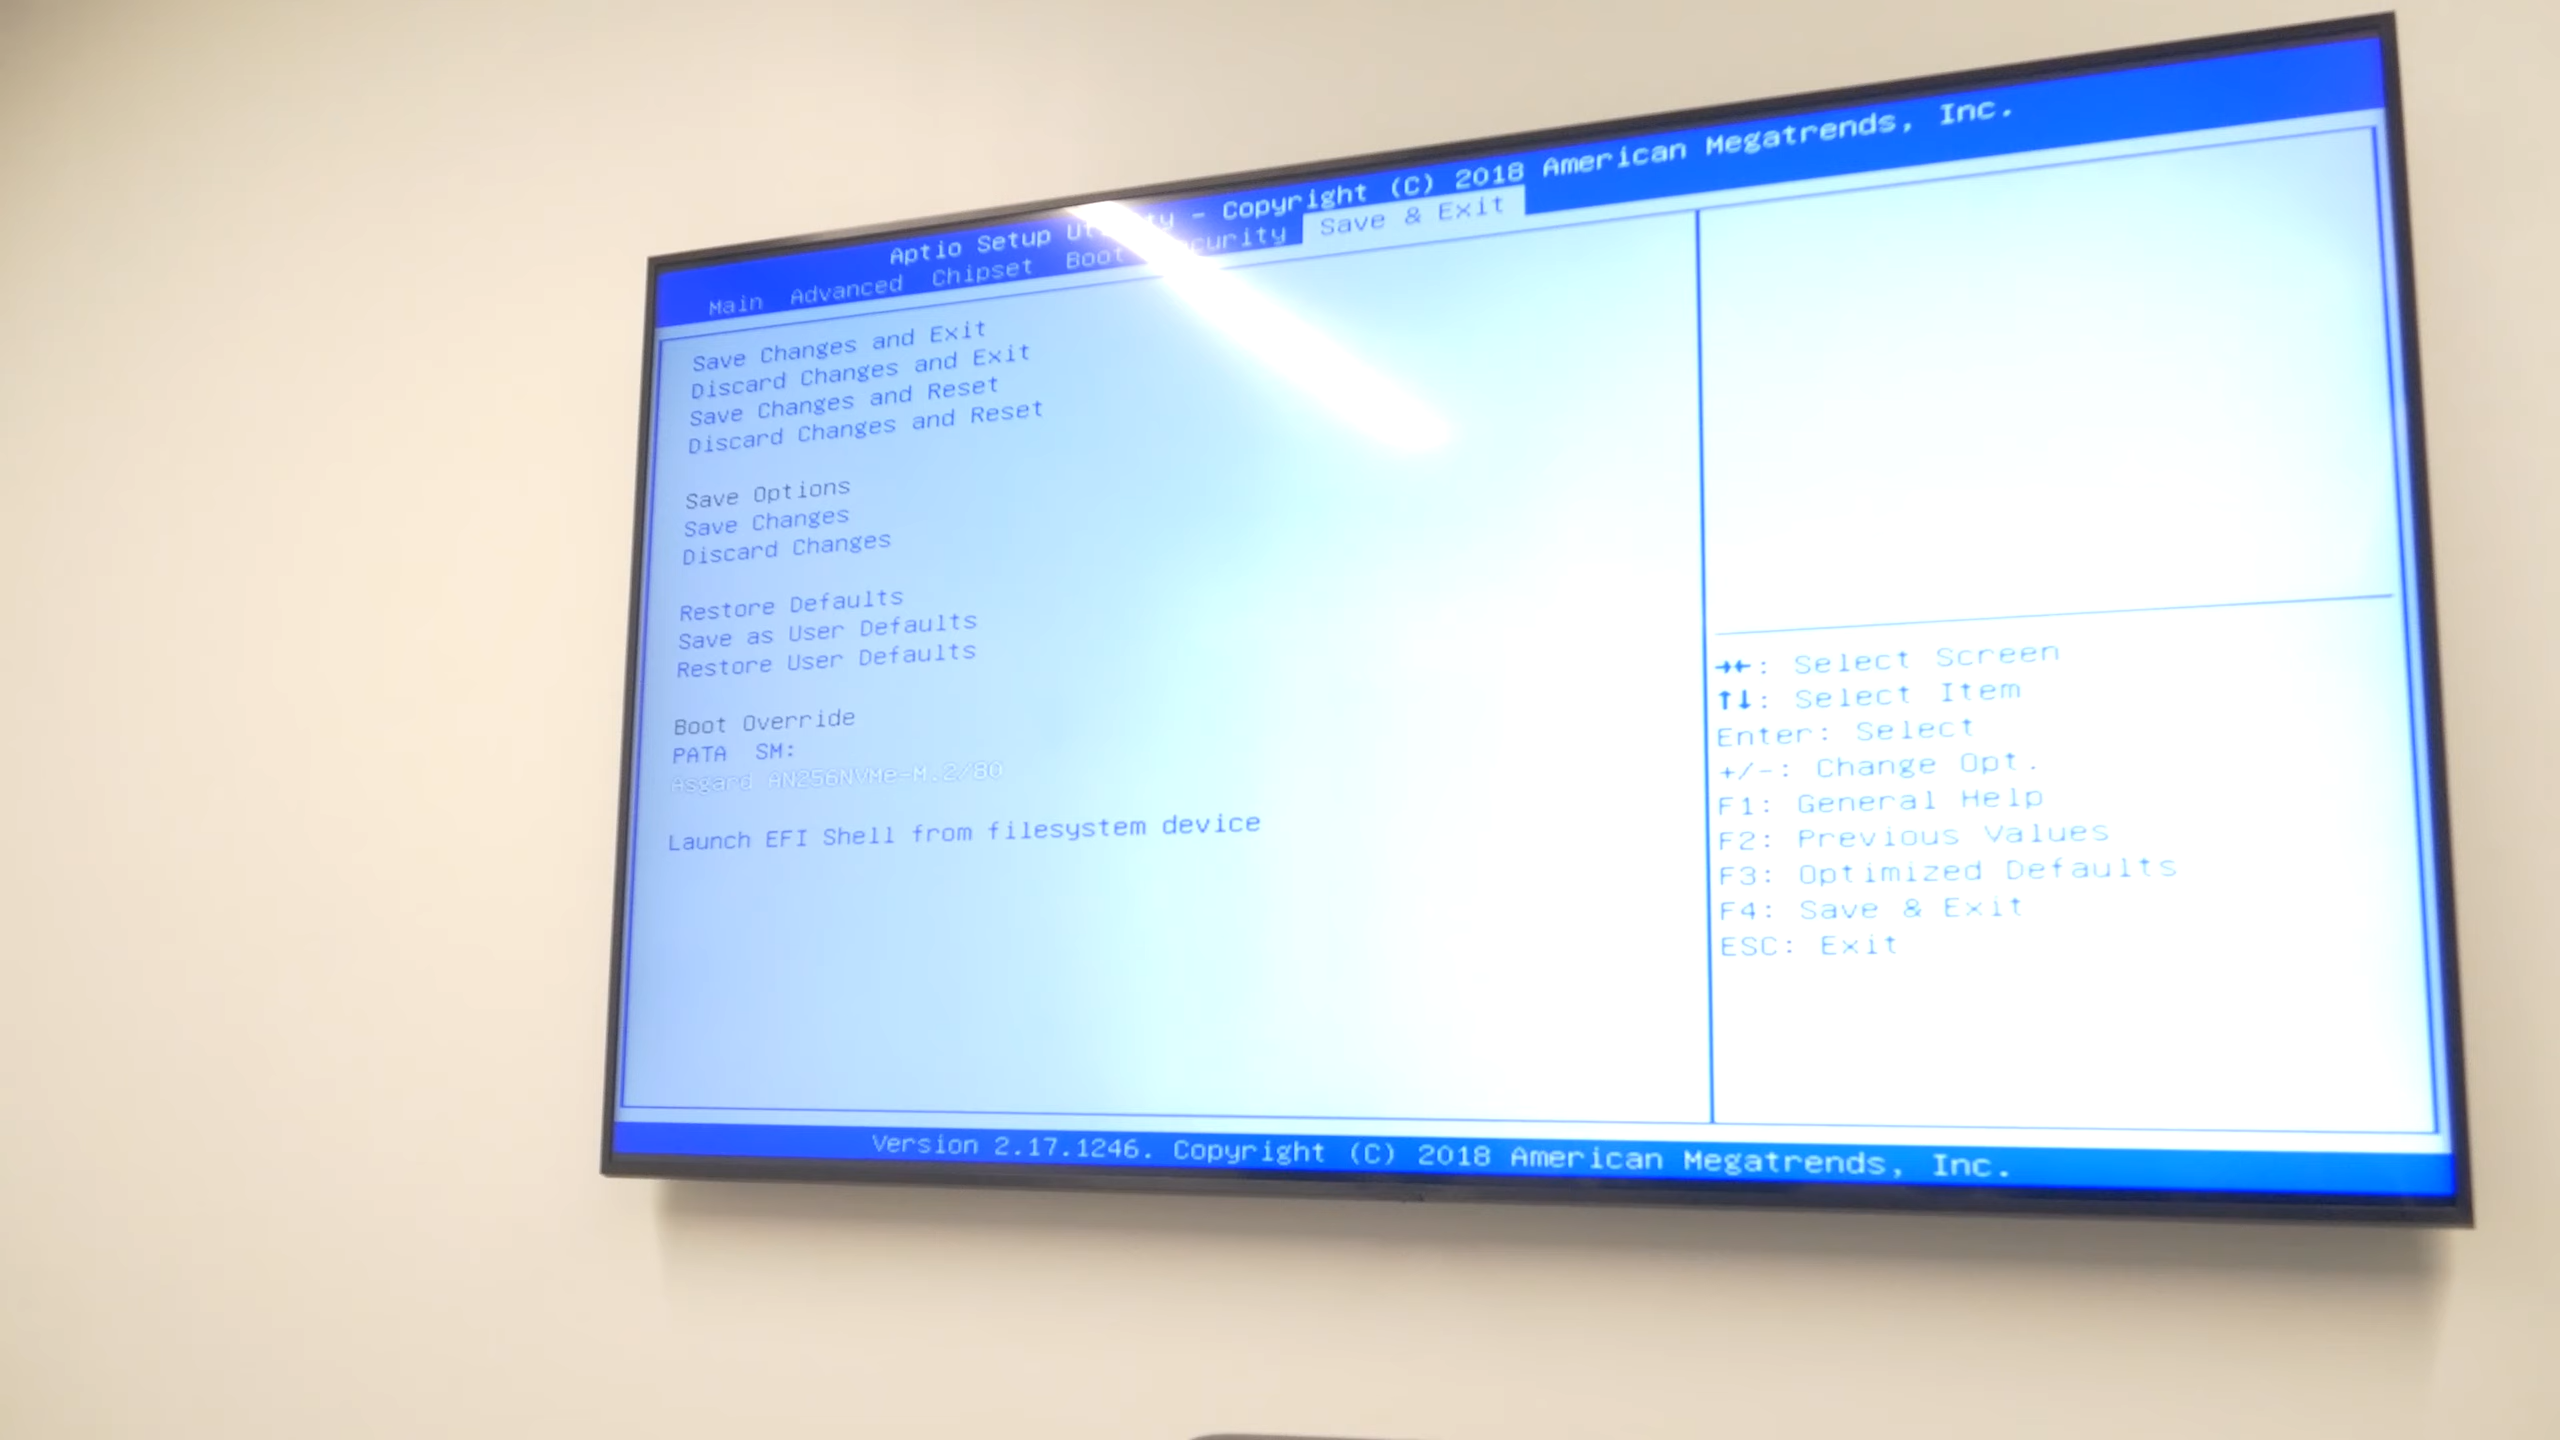 Aptio Setup - Copyright (C) 2018 American Megatrends, Inc.
Main Advanced Chipset Boot Save & Exit
Save Changes and Exit
Discard Changes and Exit
Save Changes and Reset
Discard Changes and Reset
Save Options
Save Changes
Discard Changes
Restore Defaults
Save as User Defaults
Restore User Defaults
Boot Override
PATA SM:
Asgard AN256NVMe-M.2/80
Launch EFI Shell from filesystem device
→←: Select Screen
↑↓: Select Item
Enter: Select
+/-: Change Opt.
F1: General Help
F2: Previous Values
F3: Optimized Defaults
F4: Save & Exit
ESC: Exit
Version 2.17.1246. Copyright (C) 2018 American Megatrends, Inc.